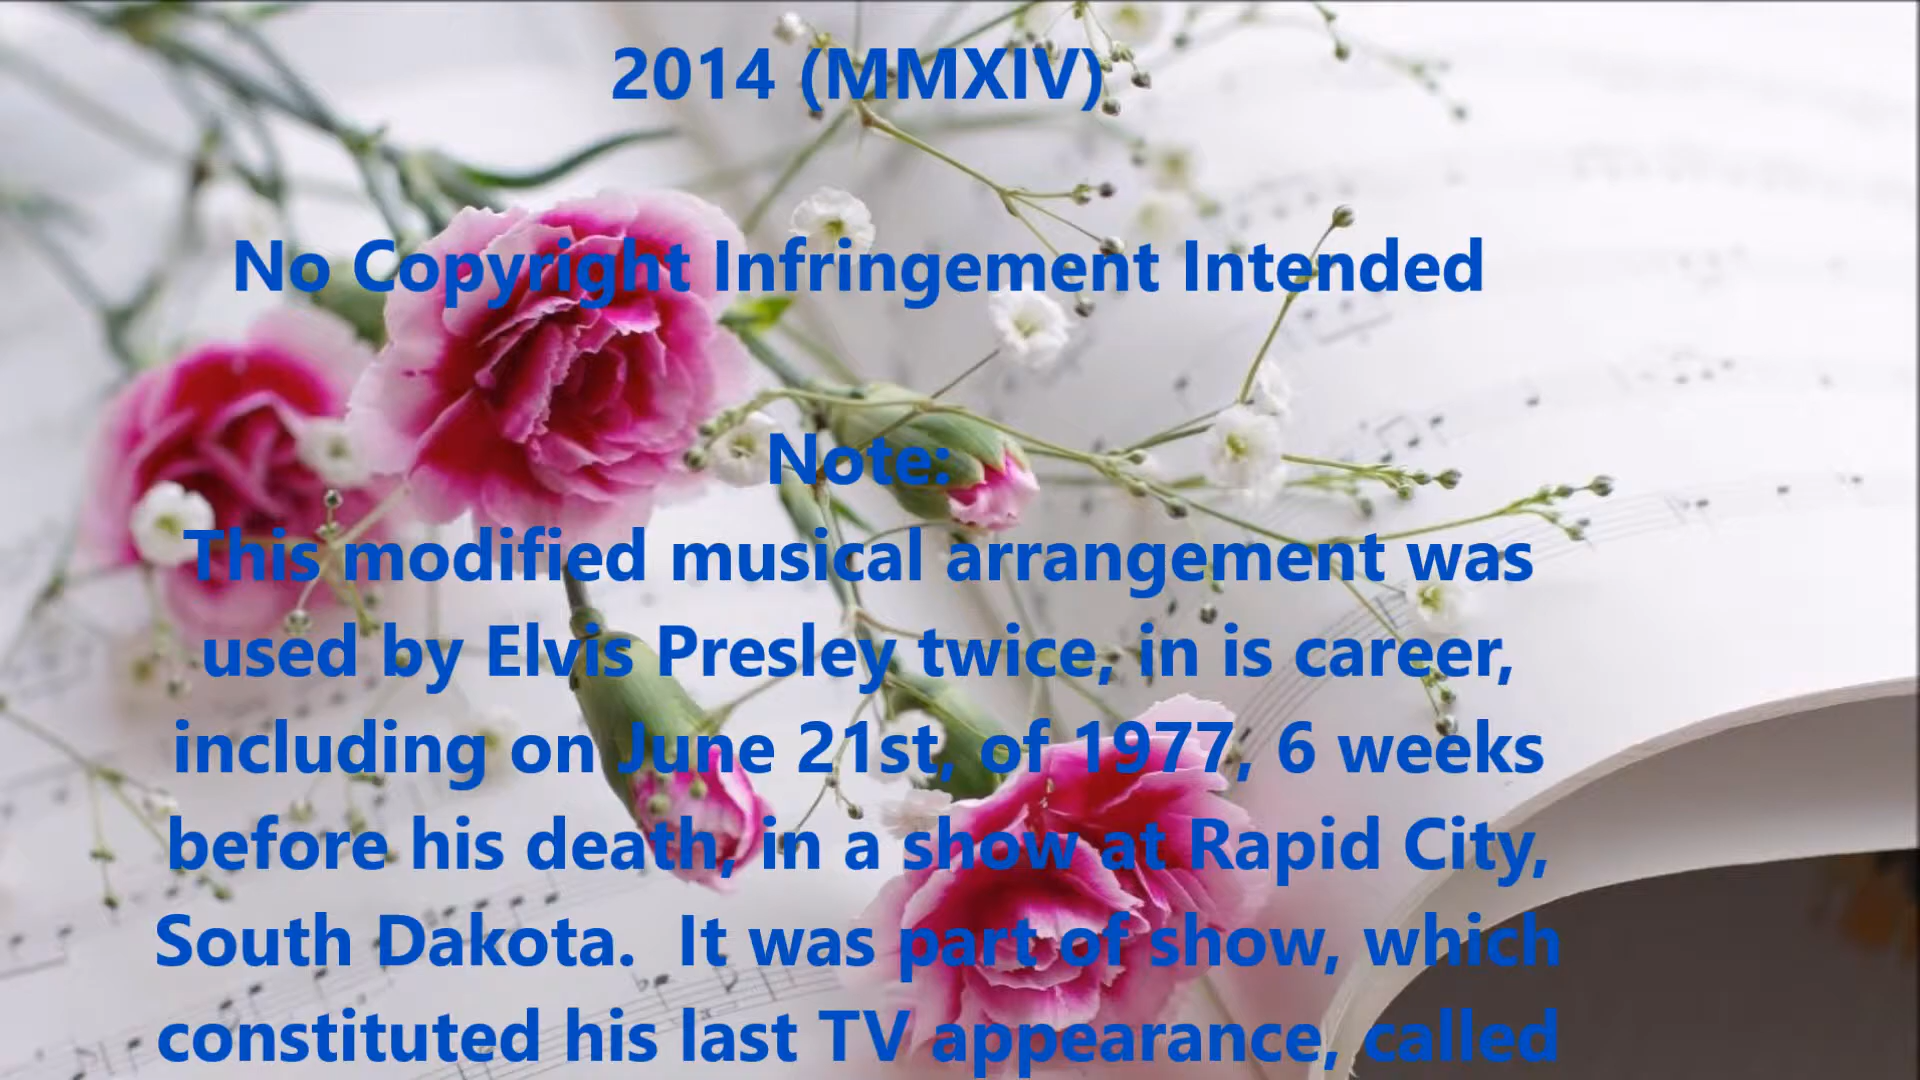 2014 (MMXIV)
No Copyright Infringement Intended
Note:
This modified musical arrangement was
used by Elvis Presley twice, in is career,
including on June 21st, of 1977, 6 weeks
before his death, in a show at Rapid City,
South Dakota.  It was part of show, which
constituted his last TV appearance, called